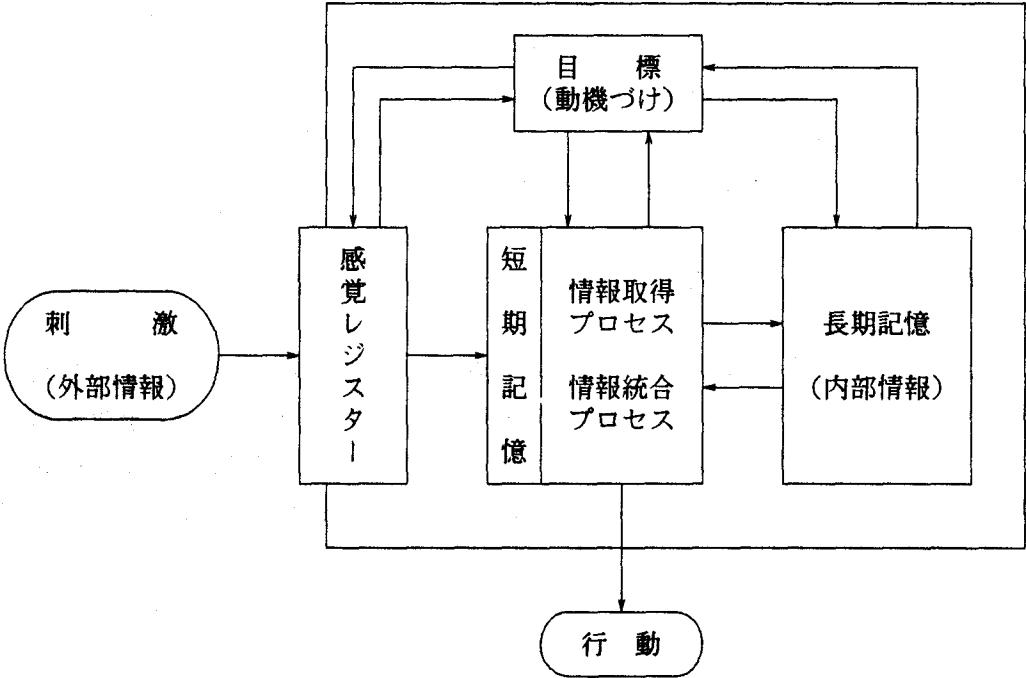 目 標
(動機づけ)
感覚レジスター
短期記憶
情報取得
プロセス
情報統合
プロセス
長期記憶
(内部情報)
刺 激
(外部情報)
行 動